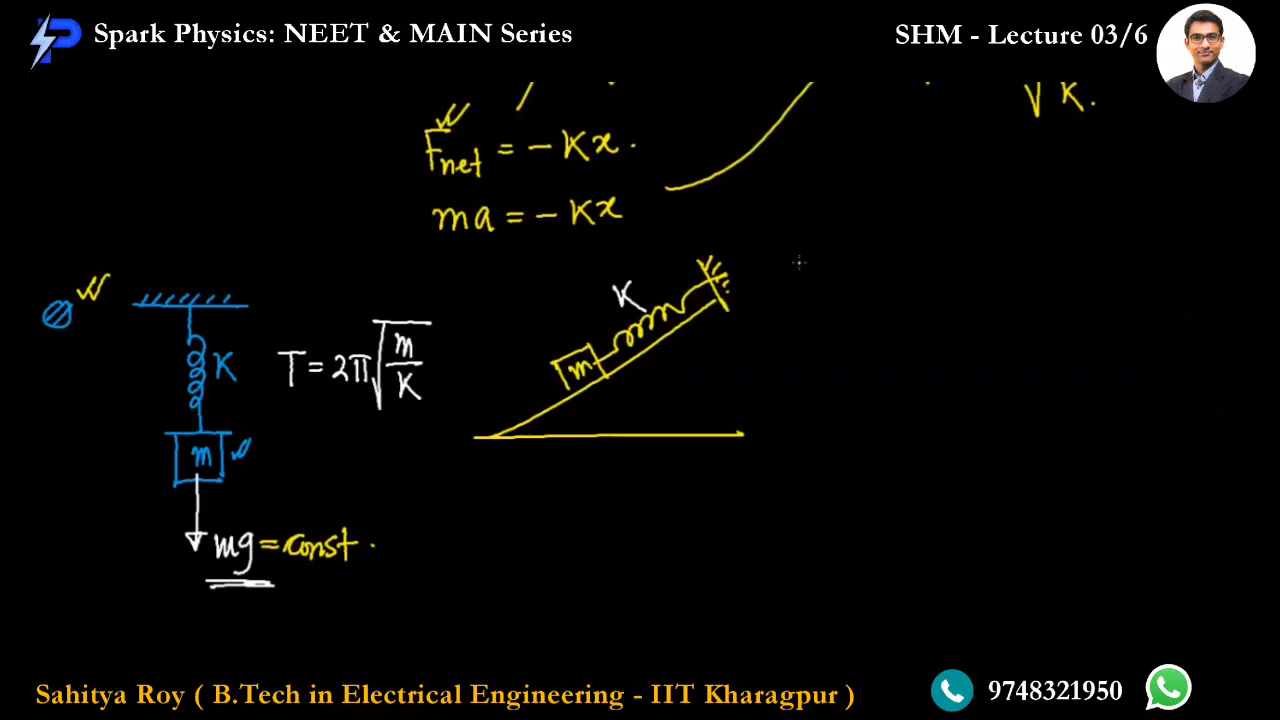 Spark Physics: NEET & MAIN Series
SHM - Lecture 03/6
√ K.
Fnet = - Kx.
ma = - Kx
K
T = 2π√(m/K)
K
m
m
mg = const.
Sahitya Roy ( B.Tech in Electrical Engineering - IIT Kharagpur )
9748321950